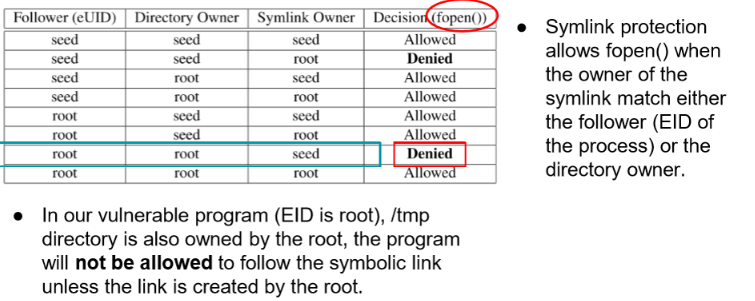 Follower (eUID) Directory Owner Symlink Owner Decision (fopen())
seed seed seed Allowed
seed seed root Denied
seed root seed Allowed
seed root root Allowed
root seed seed Allowed
root seed root Allowed
root root seed Denied
root root root Allowed
● Symlink protection
allows fopen() when
the owner of the
symlink match either
the follower (EID of
the process) or the
directory owner.
● In our vulnerable program (EID is root), /tmp
directory is also owned by the root, the program
will not be allowed to follow the symbolic link
unless the link is created by the root.